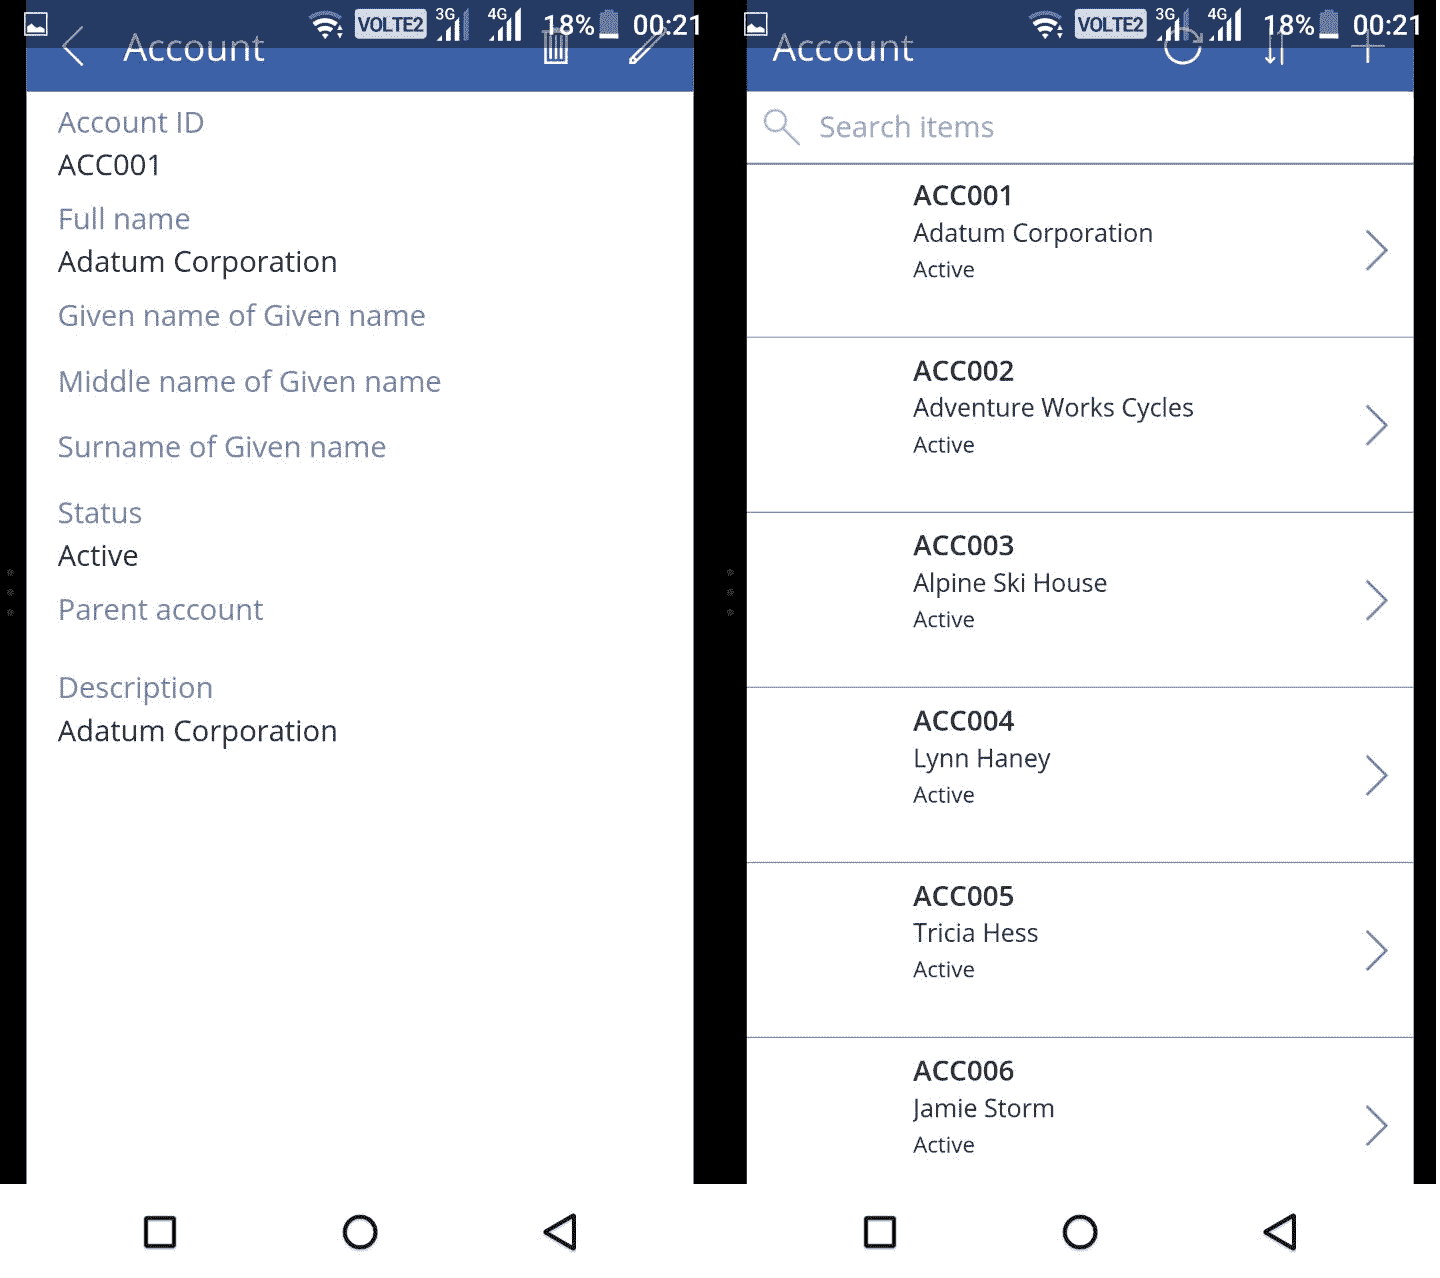 VOLTE2 3G 4G 18% 00:21
Account
Account ID
ACC001
Full name
Adatum Corporation
Given name of Given name
Middle name of Given name
Surname of Given name
Status
Active
Parent account
Description
Adatum Corporation
VOLTE2 3G 4G 18% 00:21
Account
Search items
ACC001
Adatum Corporation
Active
ACC002
Adventure Works Cycles
Active
ACC003
Alpine Ski House
Active
ACC004
Lynn Haney
Active
ACC005
Tricia Hess
Active
ACC006
Jamie Storm
Active